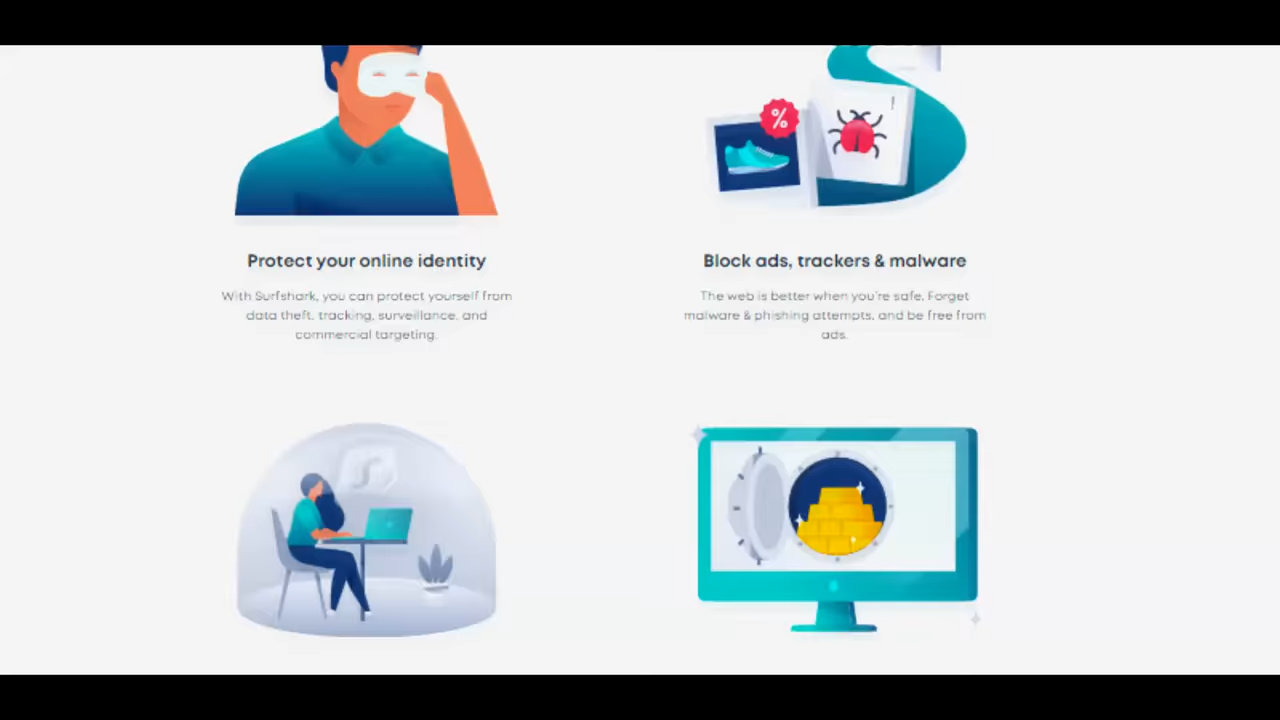 %
Protect your online identity
Block ads, trackers & malware
With Surfshark, you can protect yourself from
data theft, tracking, surveillance, and
commercial targeting.
The web is better when you're safe. Forget
malware & phishing attempts, and be free from
ads.